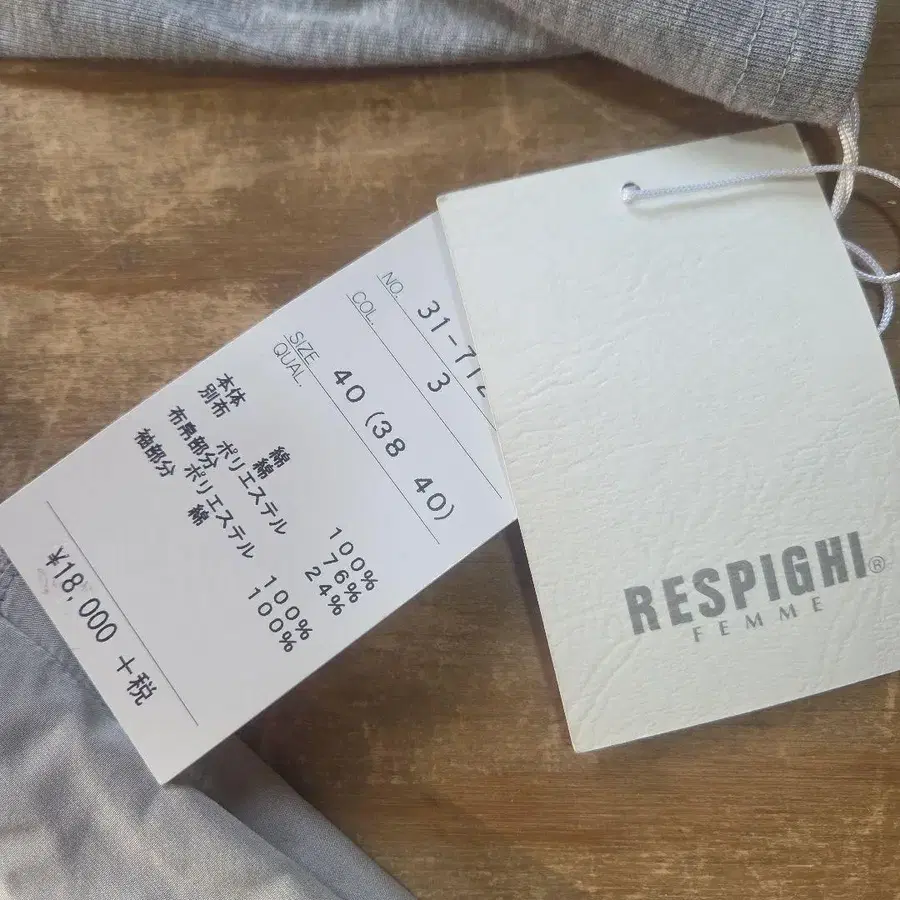 NO. 31-712
COL. 3
SIZE 40 (38 40)
QUAL.
本体 綿 100%
別布 綿 76%
ポリエステル 24%
布帛部分 ポリエステル 100%
袖部分 綿 100%
¥18,000 +税
RESPIGHI®
FEMME